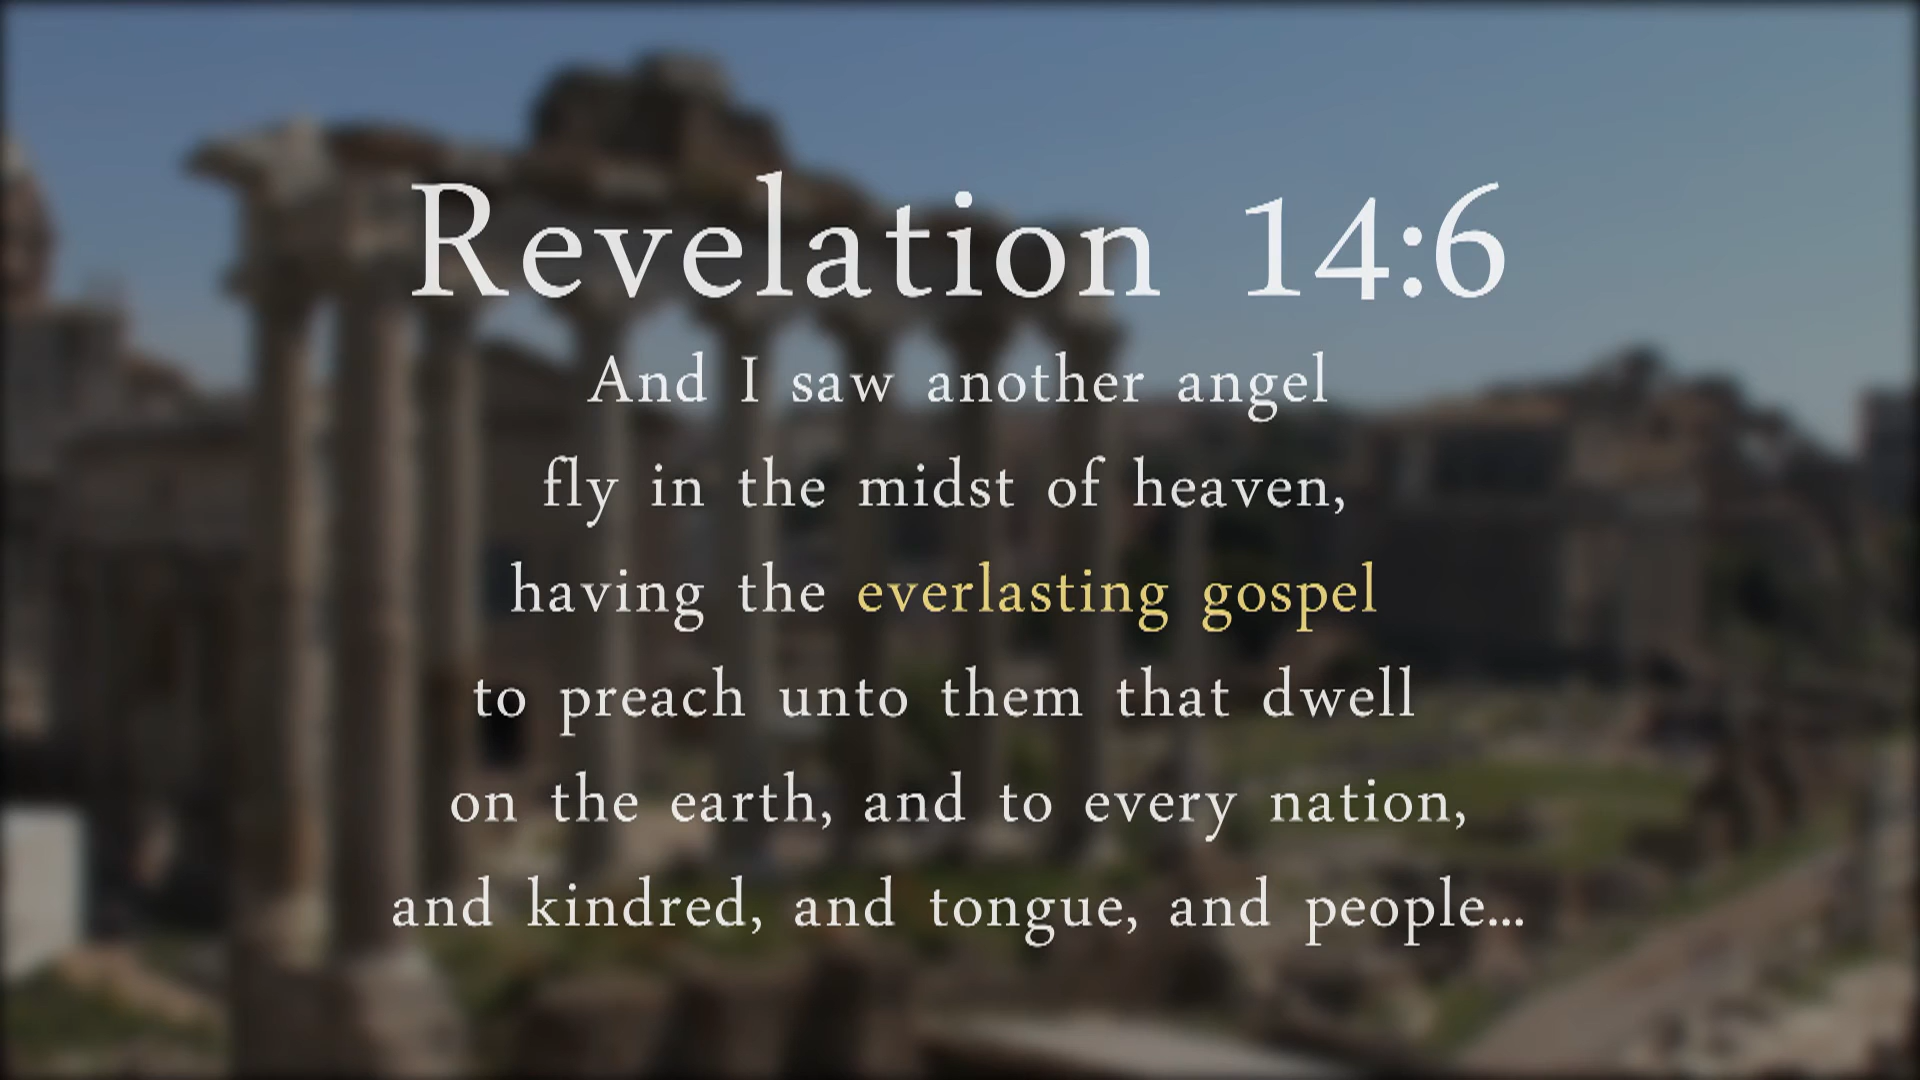 Revelation 14:6
And I saw another angel
fly in the midst of heaven,
having the everlasting gospel
to preach unto them that dwell
on the earth, and to every nation,
and kindred, and tongue, and people...